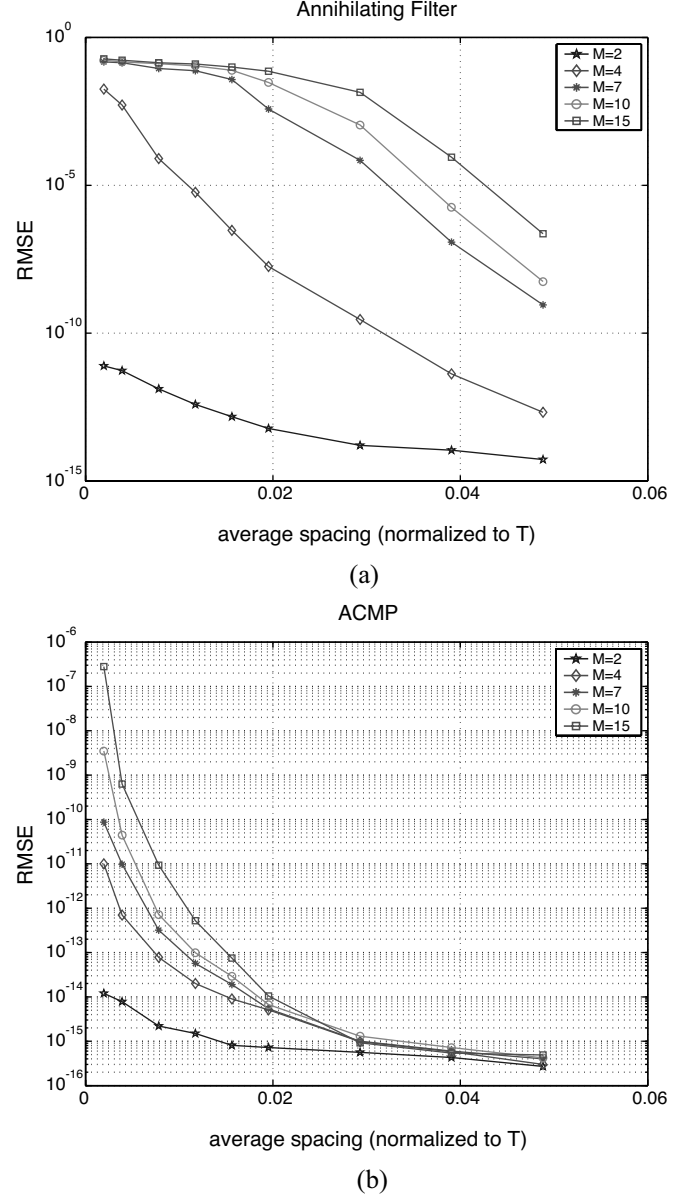 Annihilating Filter
10^0
10^-5
10^-10
10^-15
RMSE
M=2
M=4
M=7
M=10
M=15
0
0.02
0.04
0.06
average spacing (normalized to T)
(a)
ACMP
10^-6
10^-7
10^-8
10^-9
10^-10
10^-11
10^-12
10^-13
10^-14
10^-15
10^-16
RMSE
M=2
M=4
M=7
M=10
M=15
0
0.02
0.04
0.06
average spacing (normalized to T)
(b)